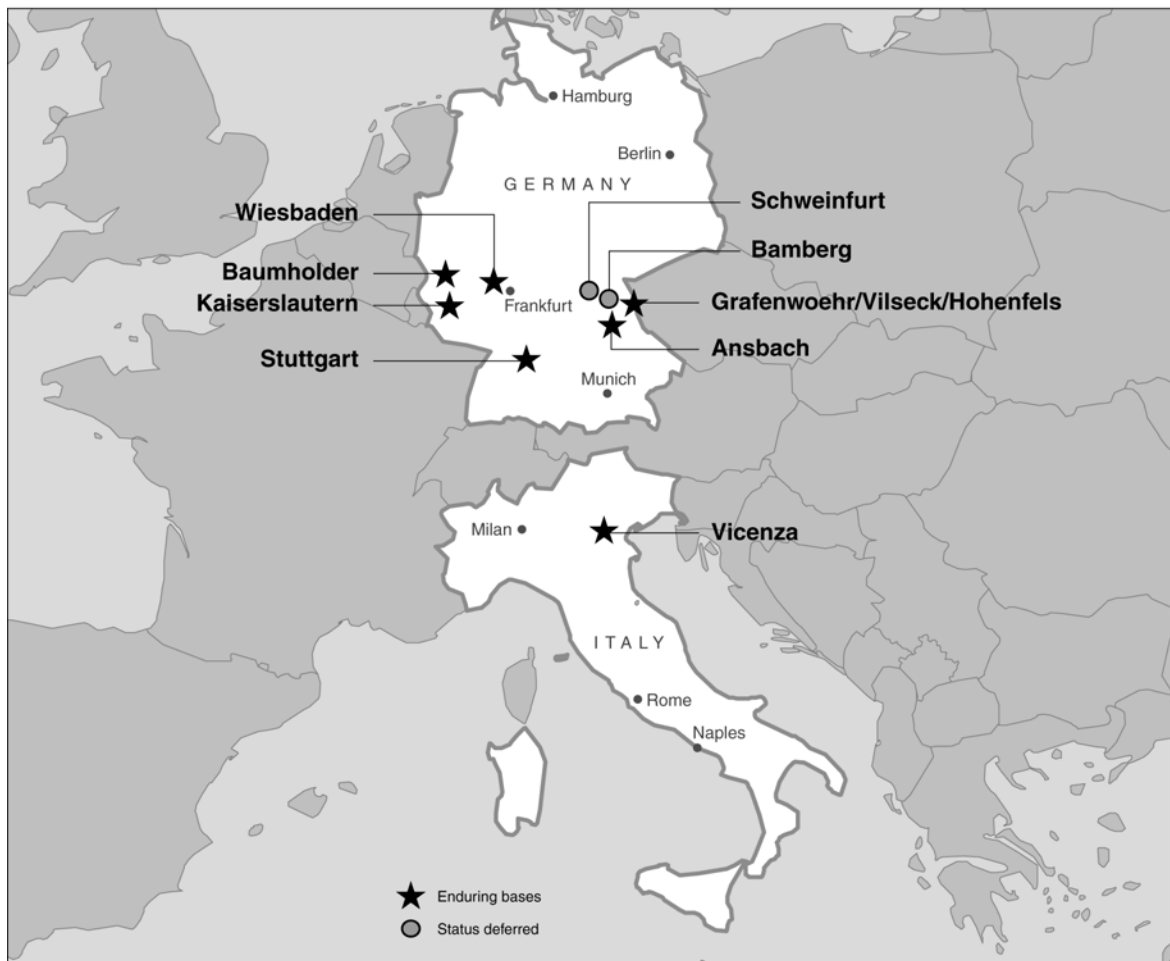 Hamburg
Berlin
GERMANY
Schweinfurt
Wiesbaden
Bamberg
Baumholder
Kaiserslautern
Frankfurt
Grafenwoehr/Vilseck/Hohenfels
Stuttgart
Ansbach
Munich
Milan
Vicenza
ITALY
Rome
Naples
Enduring bases
Status deferred